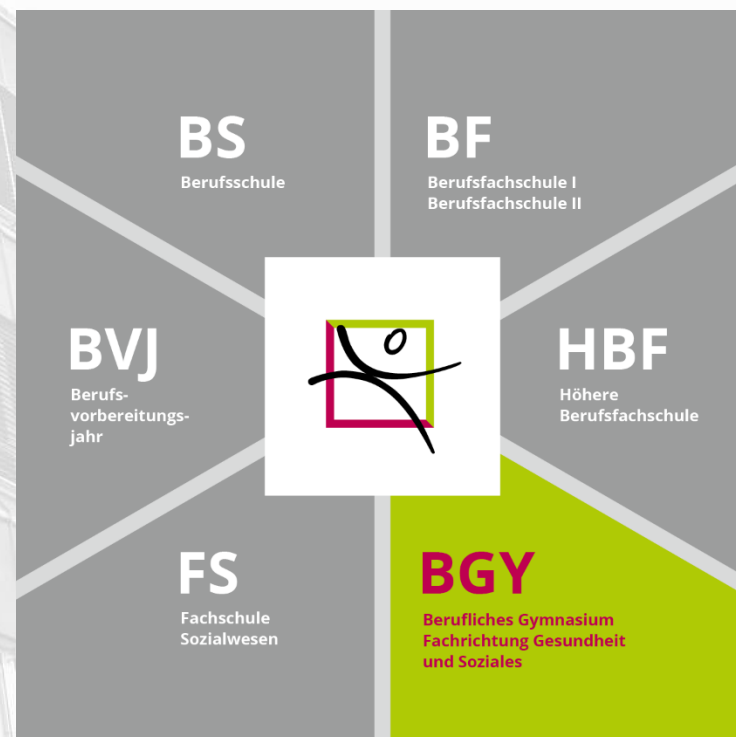 BS
Berufsschule
BF
Berufsfachschule I
Berufsfachschule II
BVJ
Berufs-
vorbereitungs-
jahr
HBF
Höhere
Berufsfachschule
FS
Fachschule
Sozialwesen
BGY
Berufliches Gymnasium
Fachrichtung Gesundheit
und Soziales